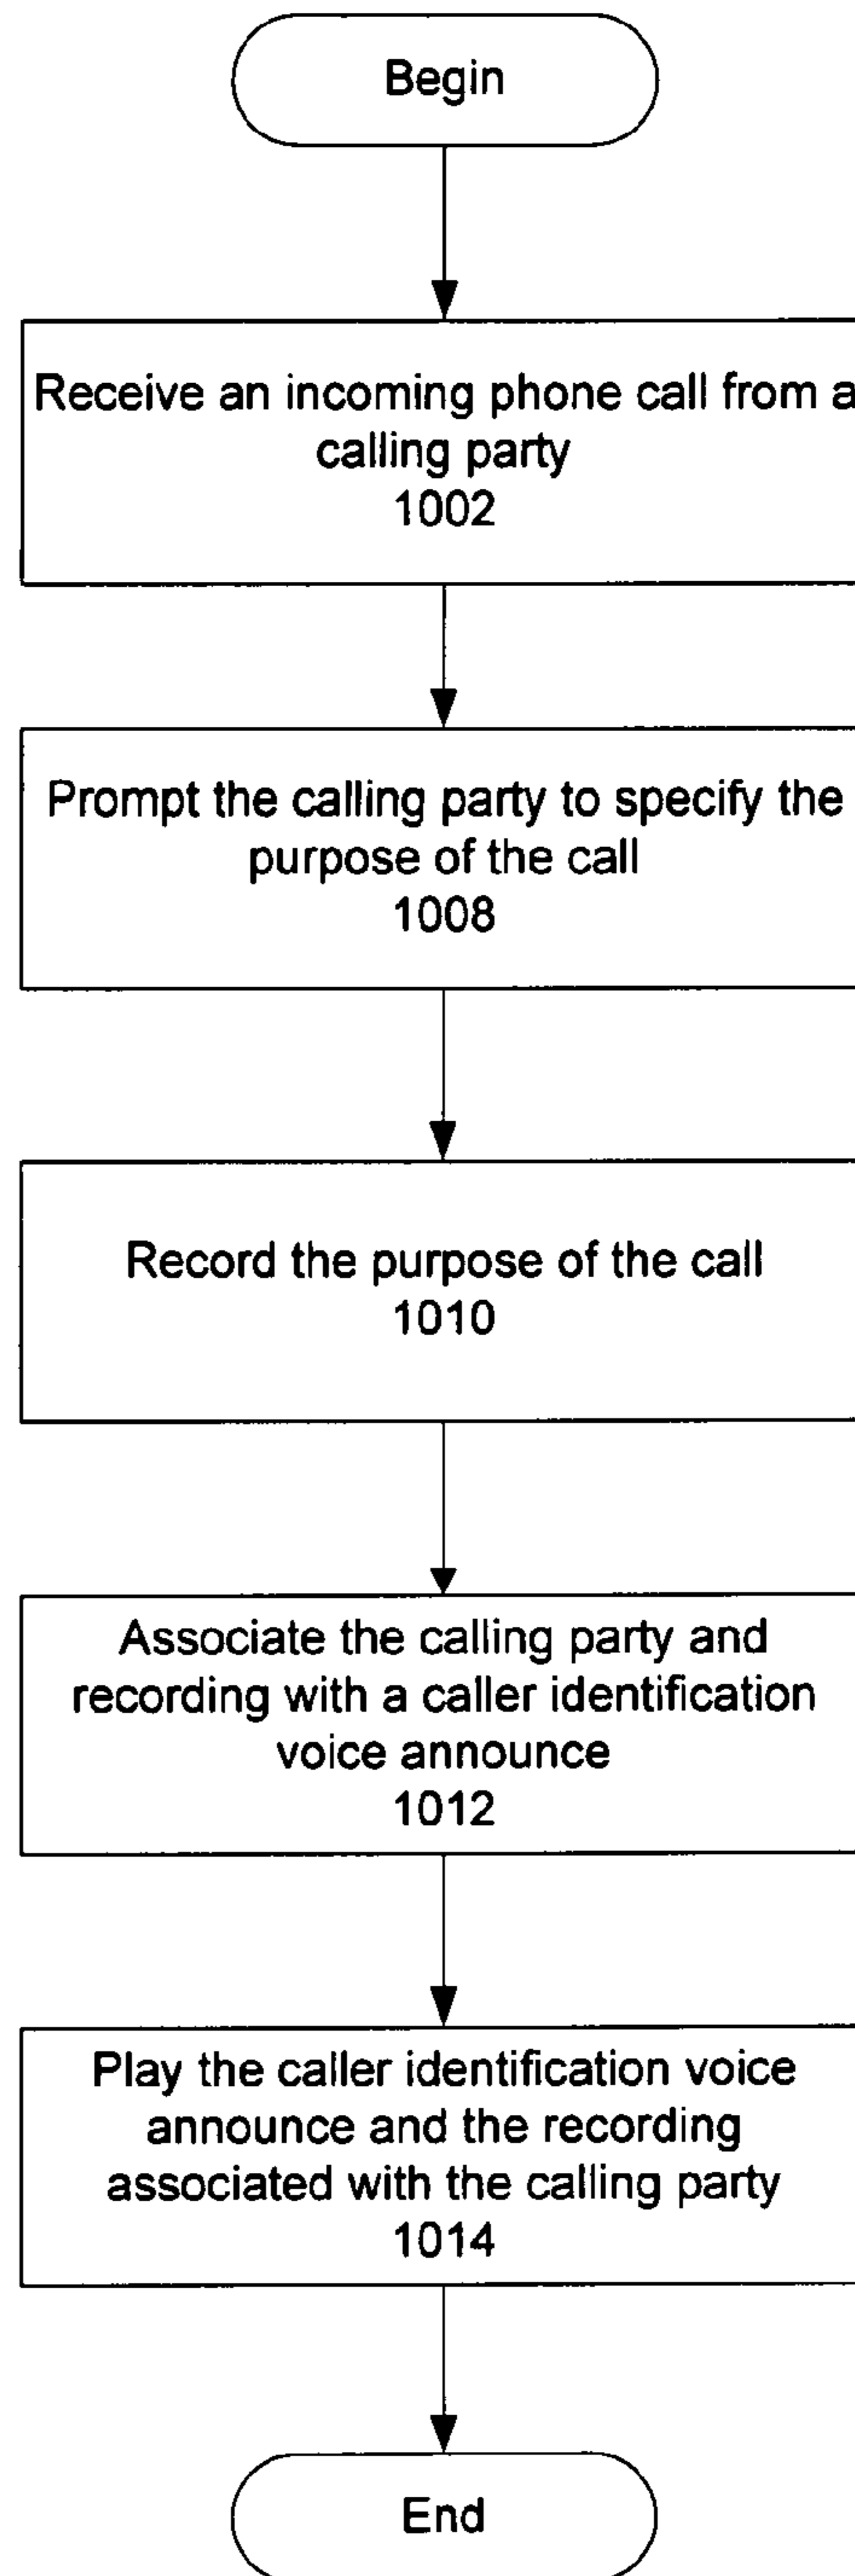 Begin
Receive an incoming phone call from a
calling party
1002
Prompt the calling party to specify the
purpose of the call
1008
Record the purpose of the call
1010
Associate the calling party and
recording with a caller identification
voice announce
1012
Play the caller identification voice
announce and the recording
associated with the calling party
1014
End